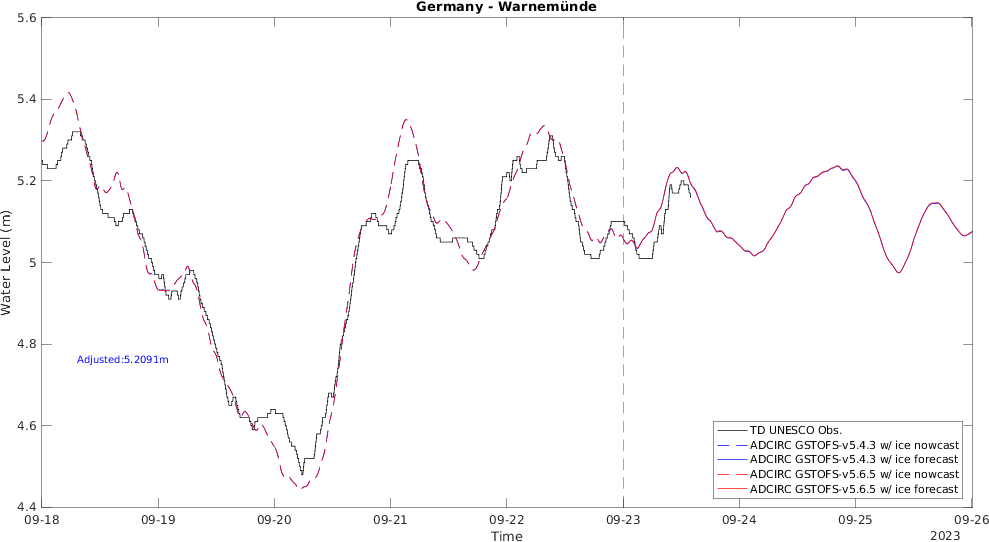 Germany - Warnemünde
5.6
5.4
5.2
5
4.8
4.6
4.4
Water Level (m)
Adjusted:5.2091m
TD UNESCO Obs.
ADCIRC GSTOFS-v5.4.3 w/ ice nowcast
ADCIRC GSTOFS-v5.4.3 w/ ice forecast
ADCIRC GSTOFS-v5.6.5 w/ ice nowcast
ADCIRC GSTOFS-v5.6.5 w/ ice forecast
09-18 09-19 09-20 09-21 09-22 09-23 09-24 09-25 09-26
Time
2023